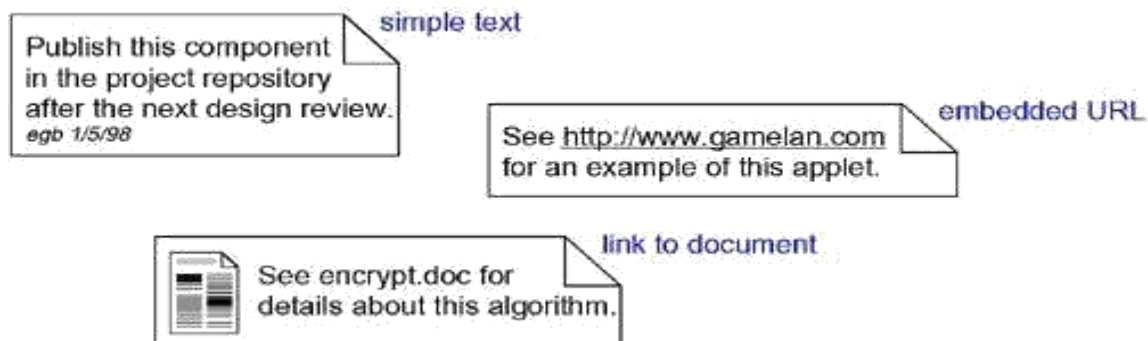 simple text
Publish this component
in the project repository
after the next design review.
egb 1/5/98
embedded URL
See http://www.gamelan.com
for an example of this applet.
link to document
See encrypt.doc for
details about this algorithm.